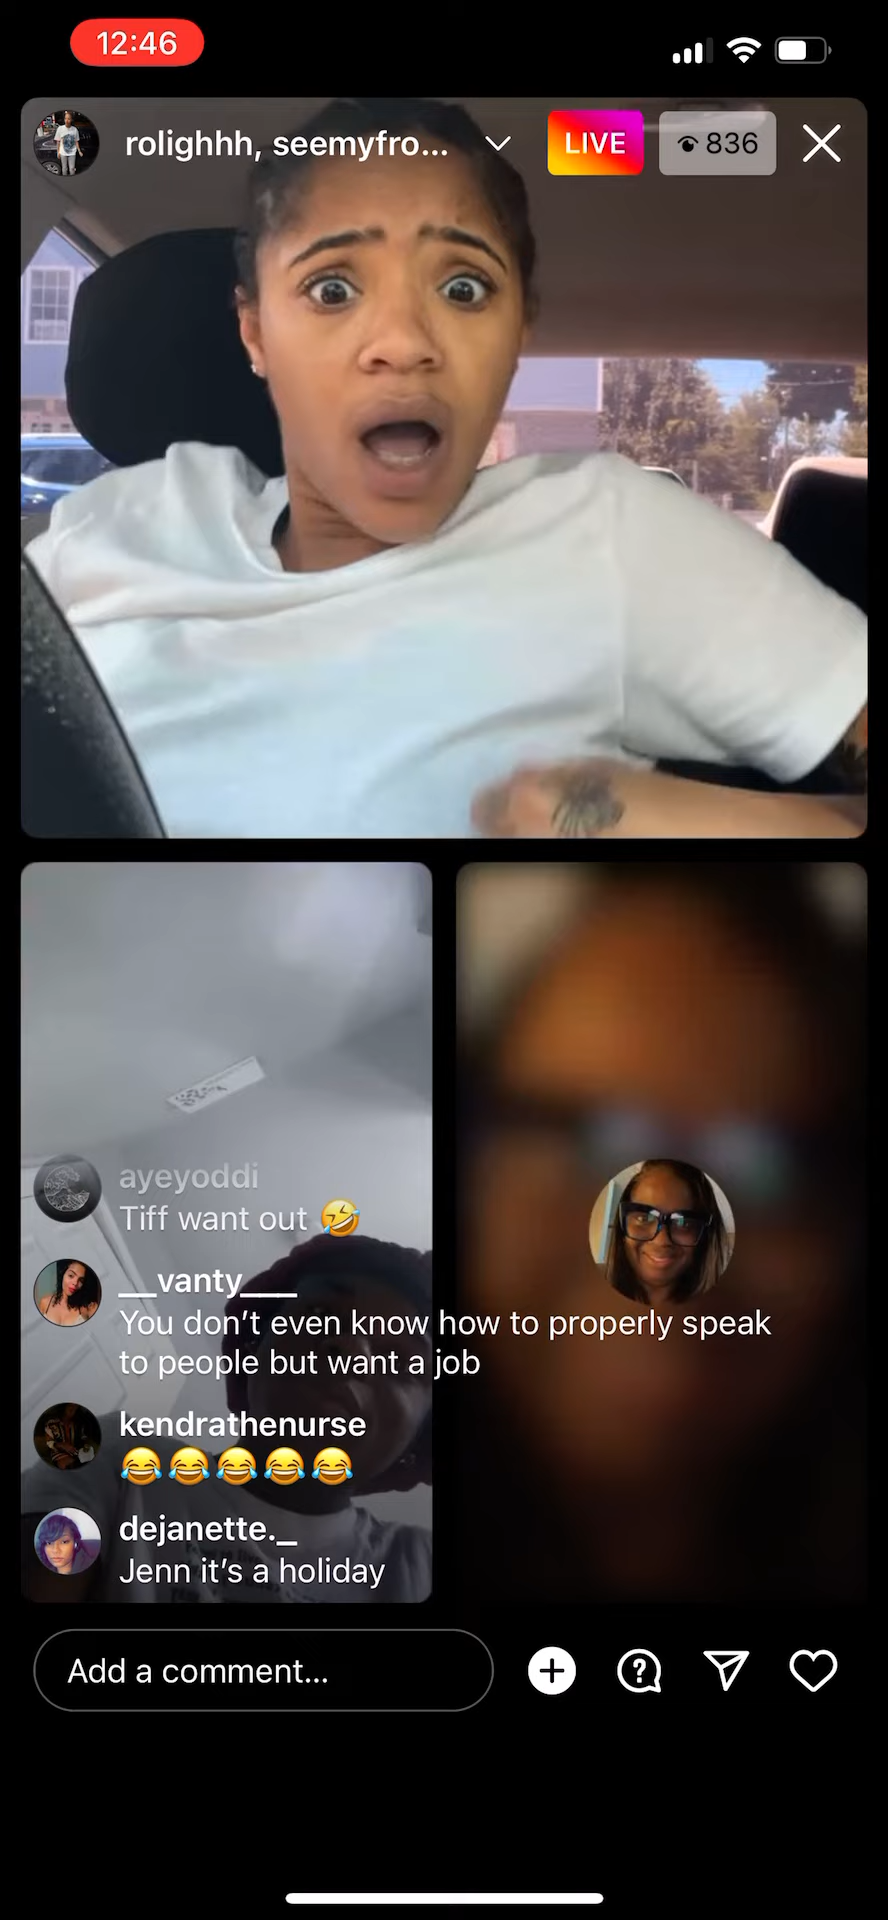 12:46
rolighhh, seemyfro...
LIVE
836
ayeyoddi
Tiff want out 🤣
__vanty___
You don't even know how to properly speak
to people but want a job
kendrathenurse
😂😂😂😂😂
dejanette._
Jenn it's a holiday
Add a comment...